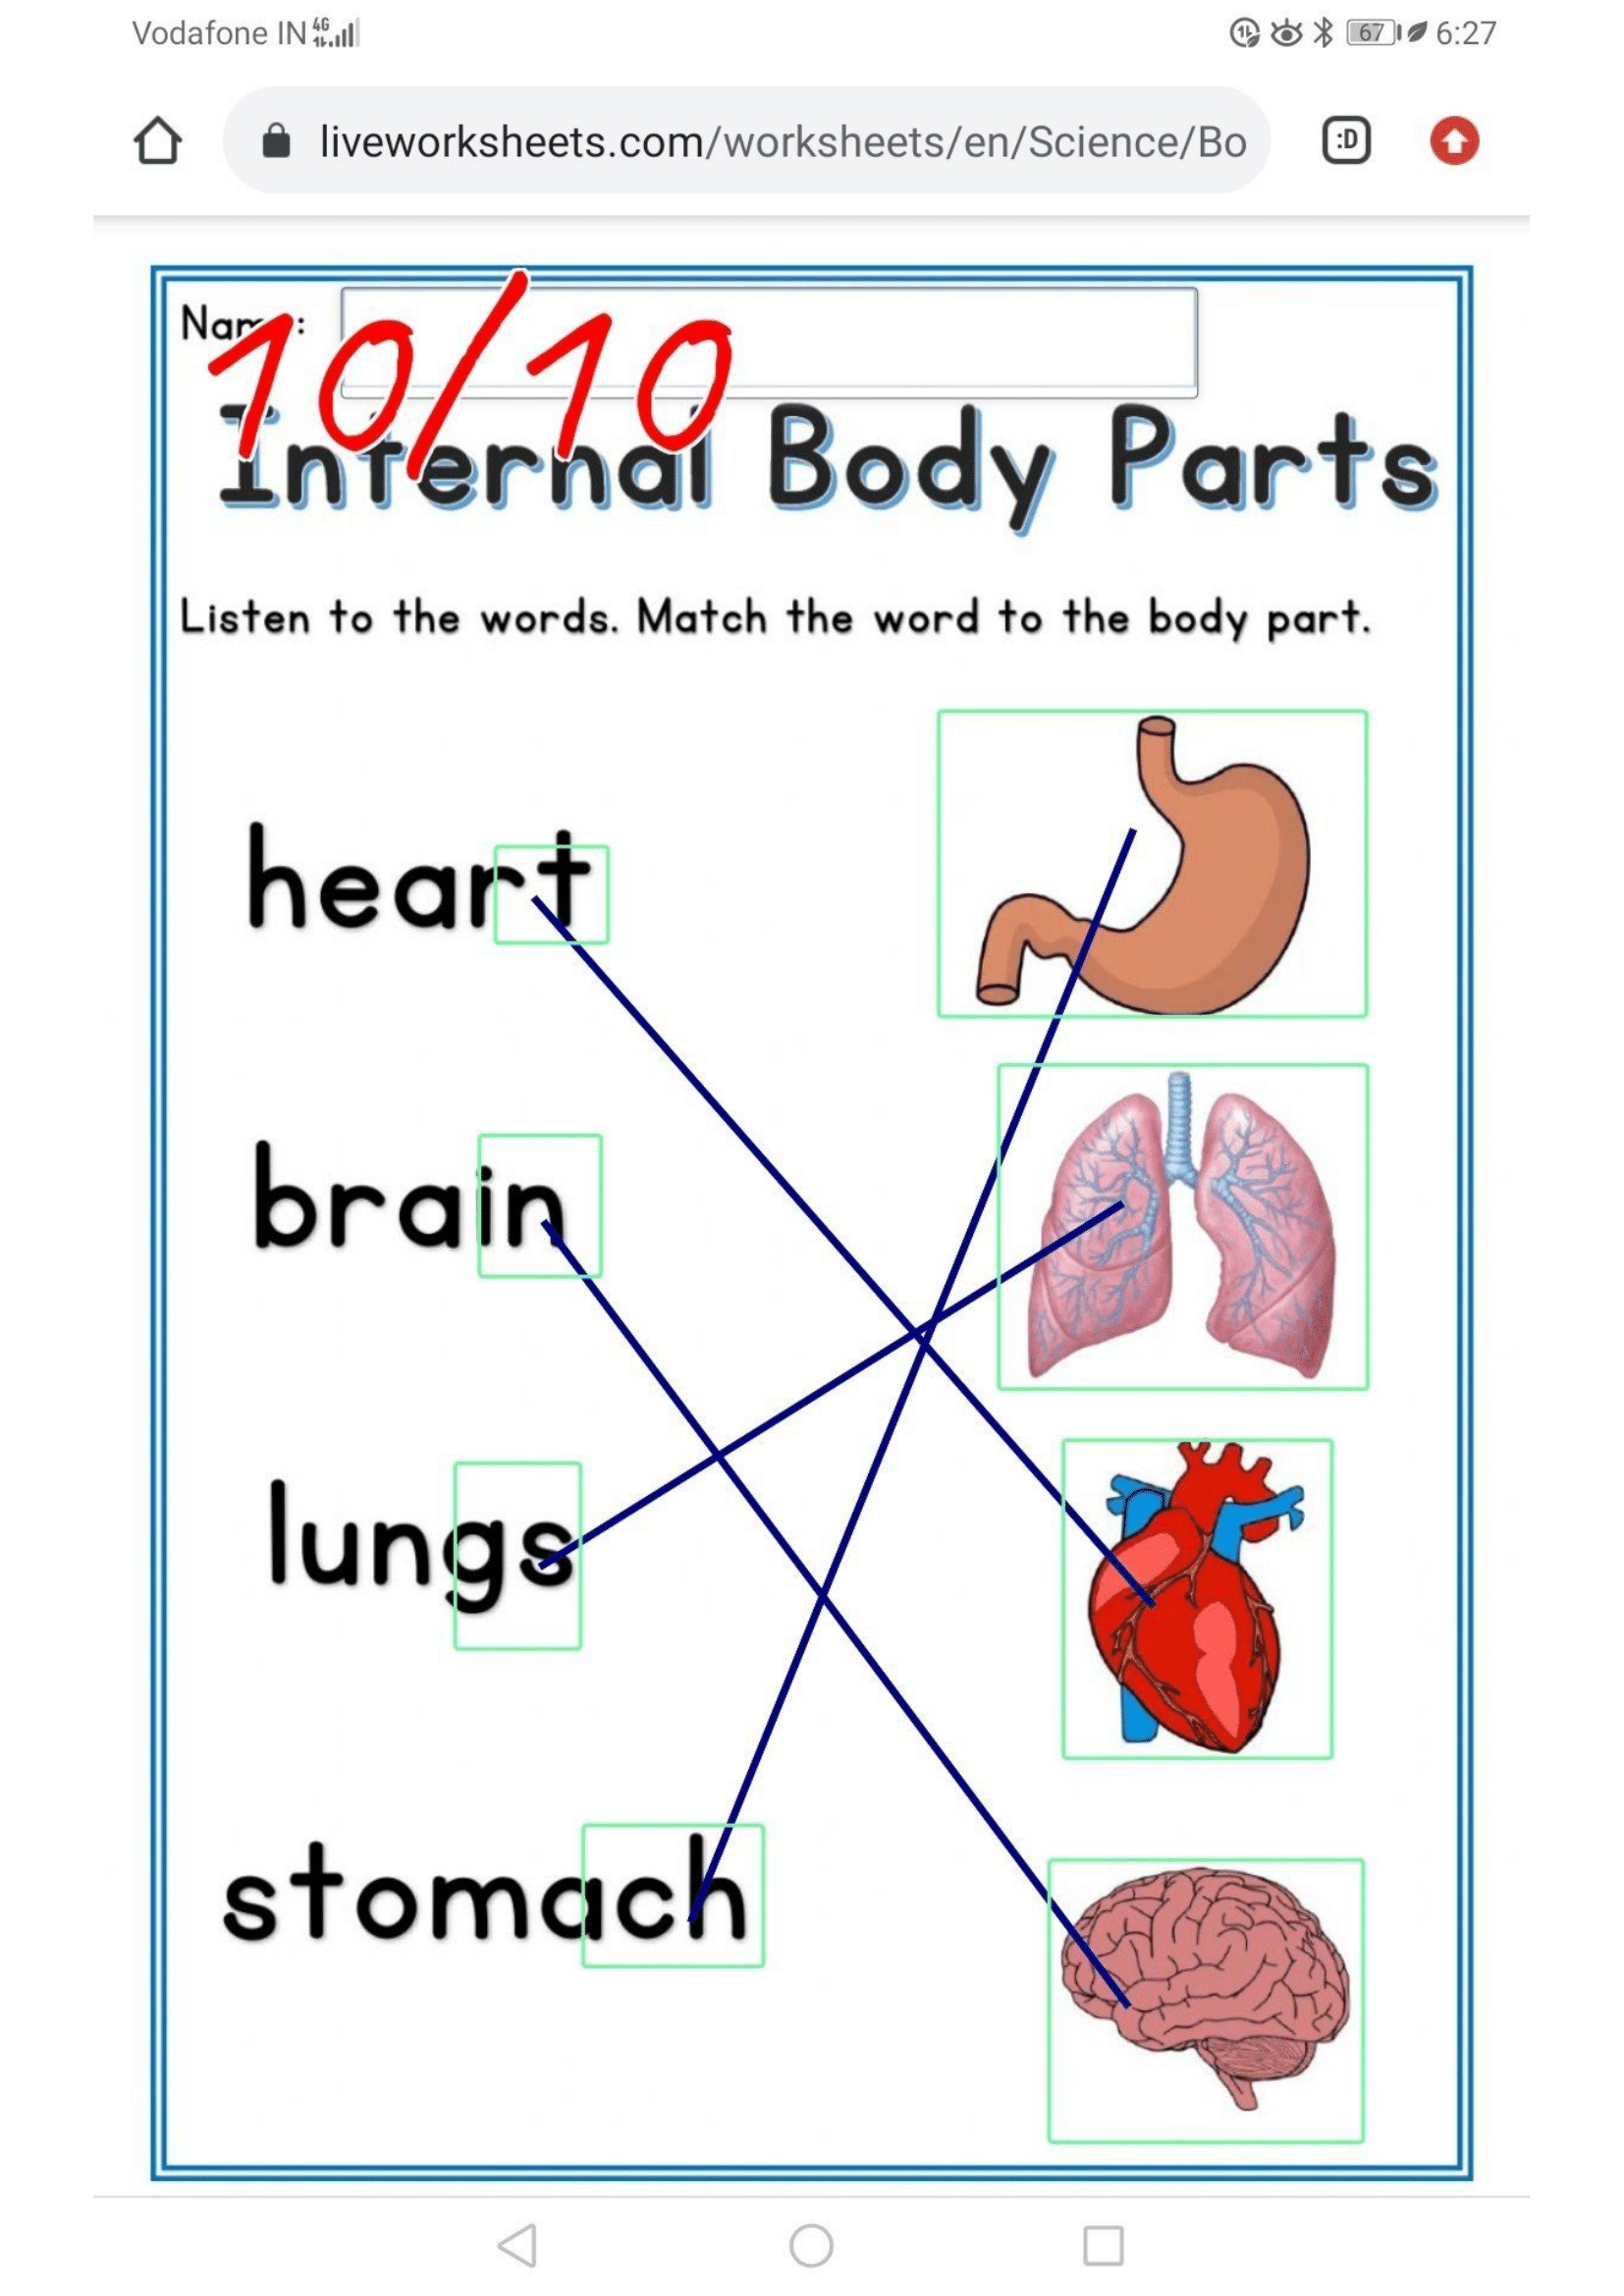 Vodafone IN 4G 67 6:27
liveworksheets.com/worksheets/en/Science/Bo :D
Name:
10/10
Internal Body Parts
Listen to the words. Match the word to the body part.
heart
brain
lungs
stomach